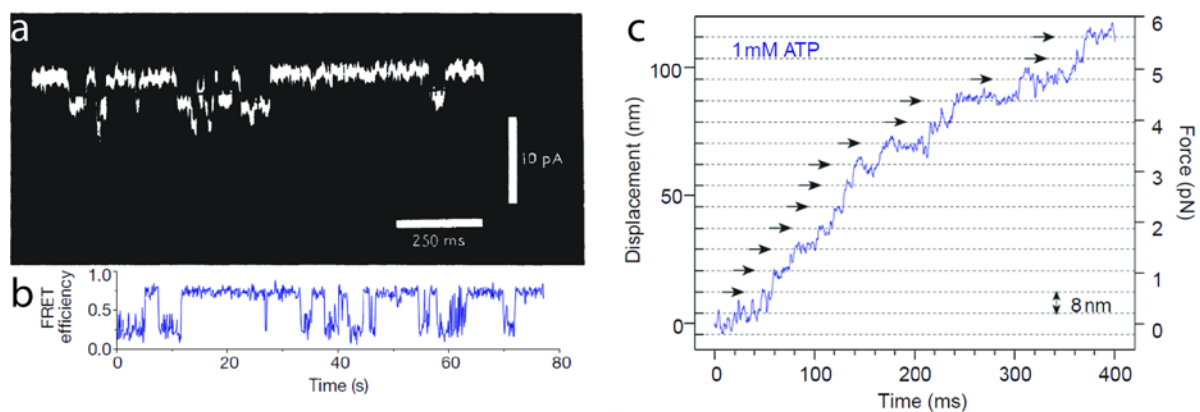 a
10 pA
250 ms
b
FRET
efficiency
1.0
0.5
0.0
0 20 40 60 80
Time (s)
c
1mM ATP
Displacement (nm)
100
50
0
6
5
4
3
2
1
0
Force (pN)
8nm
0 100 200 300 400
Time (ms)